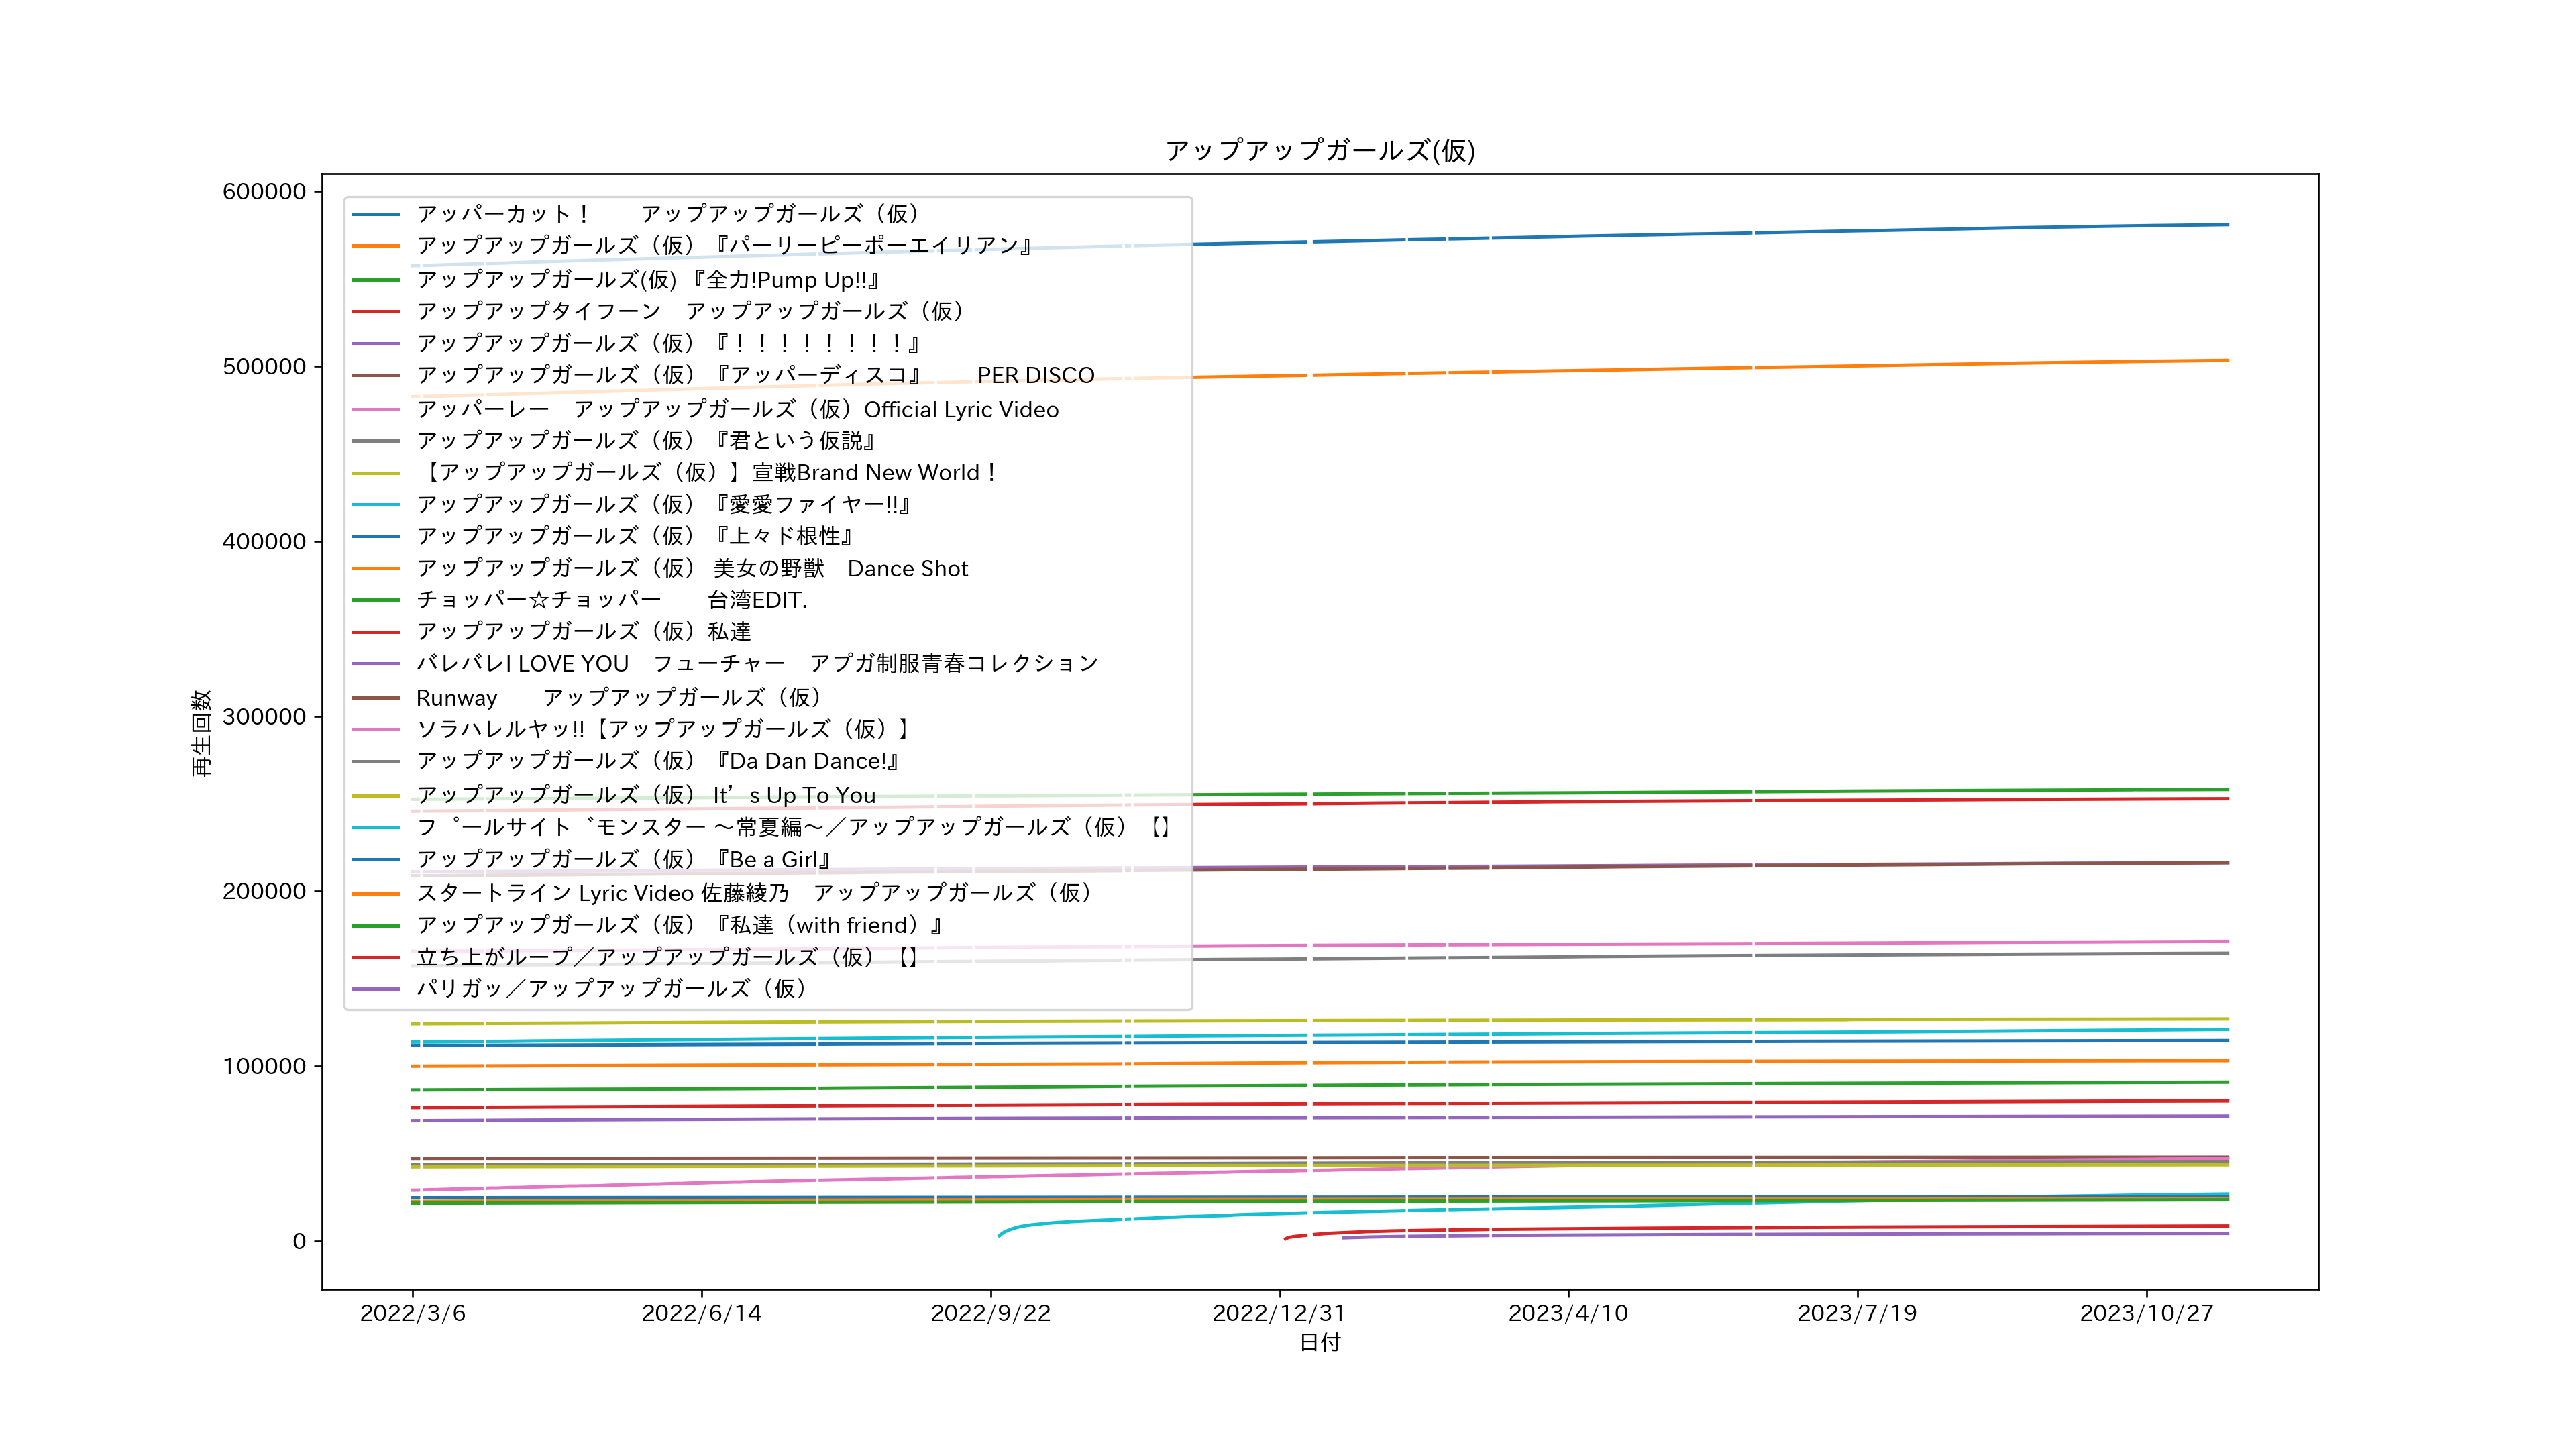 アップアップガールズ(仮)
600000
500000
400000
300000
200000
100000
0
再生回数
アッパーカット！　　アップアップガールズ（仮）
アップアップガールズ（仮）『パーリーピーポーエイリアン』
アップアップガールズ(仮) 『全力!Pump Up!!』
アップアップタイフーン　アップアップガールズ（仮）
アップアップガールズ（仮）『！！！！！！！！』
アップアップガールズ（仮）『アッパーディスコ』　　PER DISCO
アッパーレー　アップアップガールズ（仮）Official Lyric Video
アップアップガールズ（仮）『君という仮説』
【アップアップガールズ（仮）】宣戦Brand New World！
アップアップガールズ（仮）『愛愛ファイヤー!!』
アップアップガールズ（仮）『上々ド根性』
アップアップガールズ（仮） 美女の野獣　Dance Shot
チョッパー☆チョッパー　　台湾EDIT.
アップアップガールズ（仮）私達
バレバレI LOVE YOU　フューチャー　アプガ制服青春コレクション
Runway　　アップアップガールズ（仮）
ソラハレルヤッ!!【アップアップガールズ（仮）】
アップアップガールズ（仮）『Da Dan Dance!』
アップアップガールズ（仮） It’s Up To You
フ゜ールサイト゛モンスター 〜常夏編〜／アップアップガールズ（仮）【】
アップアップガールズ（仮）『Be a Girl』
スタートライン Lyric Video 佐藤綾乃　アップアップガールズ（仮）
アップアップガールズ（仮）『私達（with friend）』
立ち上がループ／アップアップガールズ（仮）【】
パリガッ／アップアップガールズ（仮）
2022/3/6
2022/6/14
2022/9/22
2022/12/31
2023/4/10
2023/7/19
2023/10/27
日付